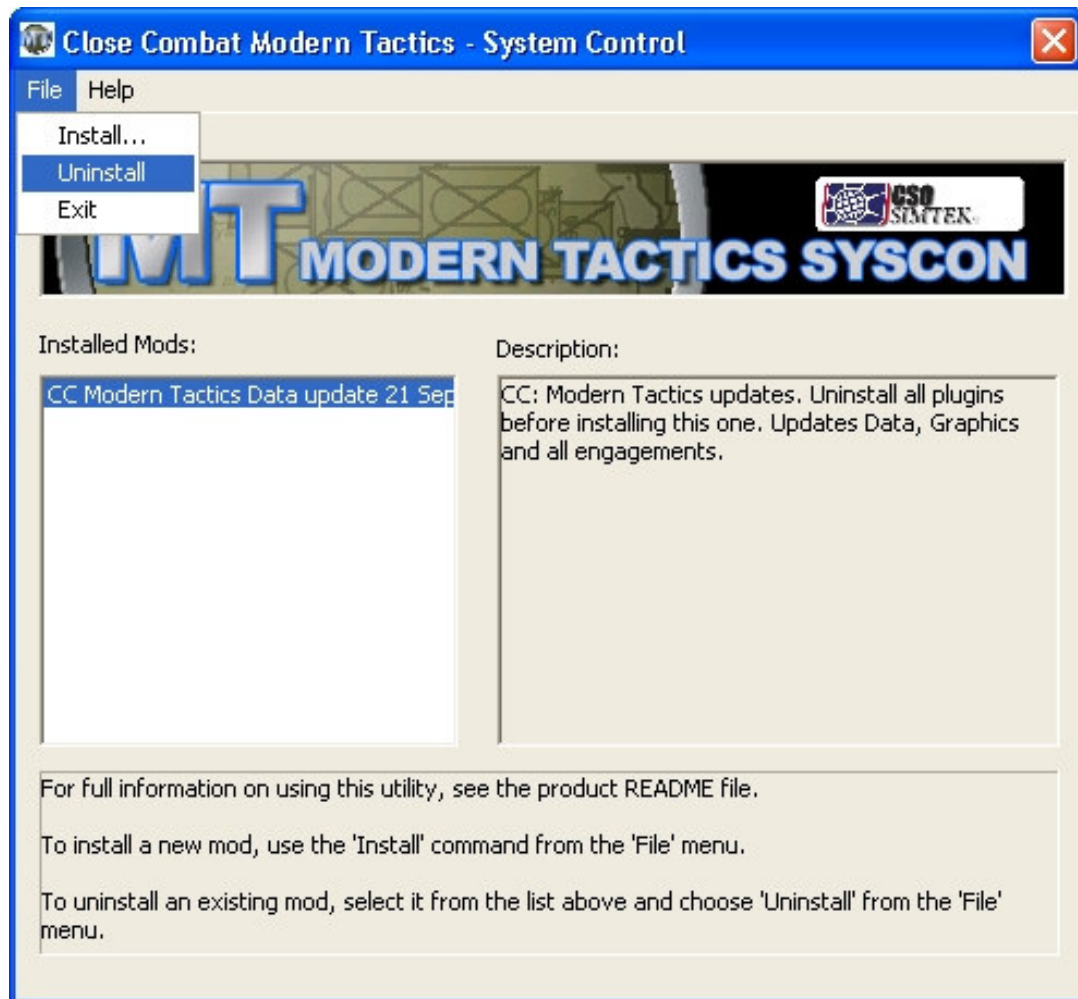 Close Combat Modern Tactics - System Control
File Help
Install...
Uninstall
Exit
MT MODERN TACTICS SYSCON
CSO
SIMTEK
Installed Mods:
CC Modern Tactics Data update 21 Sep
Description:
CC: Modern Tactics updates. Uninstall all plugins
before installing this one. Updates Data, Graphics
and all engagements.
For full information on using this utility, see the product README file.
To install a new mod, use the 'Install' command from the 'File' menu.
To uninstall an existing mod, select it from the list above and choose 'Uninstall' from the 'File'
menu.